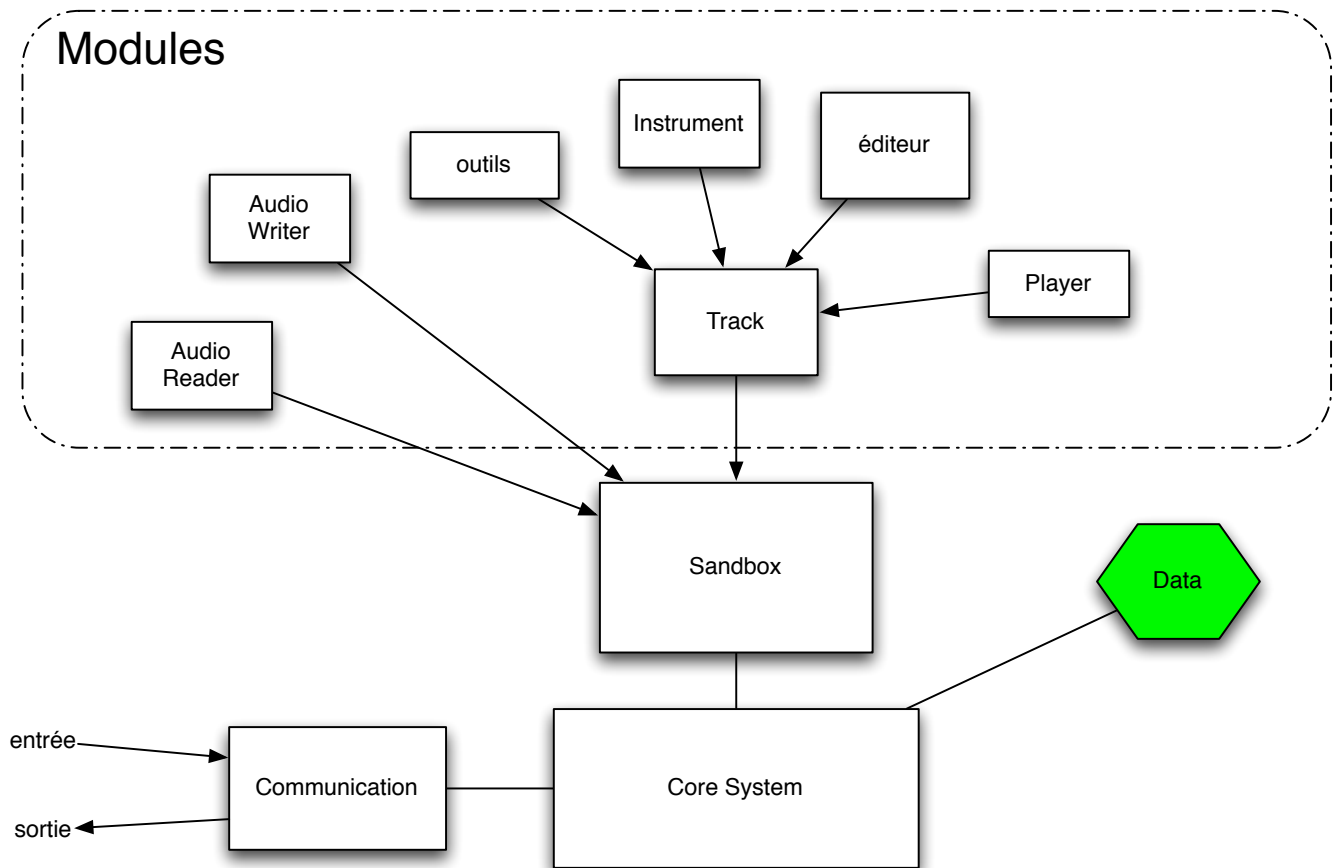 Modules
Instrument
éditeur
outils
Audio
Writer
Player
Track
Audio
Reader
Sandbox
Data
entrée
Communication
Core System
sortie